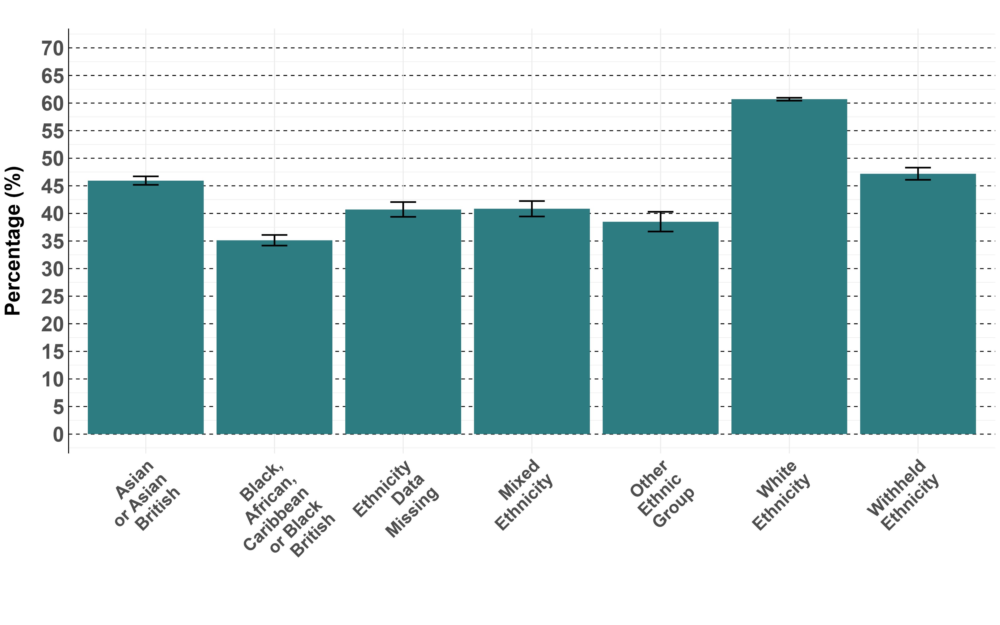 Percentage (%)
70
65
60
55
50
45
40
35
30
25
20
15
10
5
0
Asian
or Asian
British
Black,
African,
Caribbean
or Black
British
Ethnicity
Data
Missing
Mixed
Ethnicity
Other
Ethnic
Group
White
Ethnicity
Withheld
Ethnicity